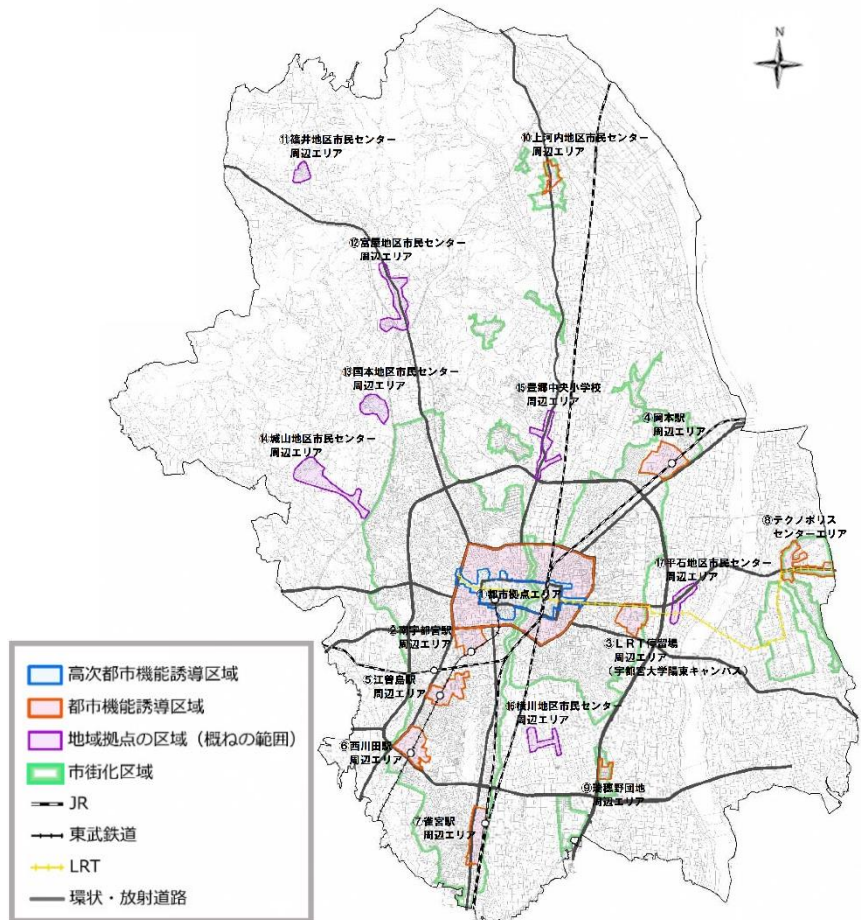 N
⑪篠井地区市民センター
周辺エリア
⑩上河内地区市民センター
周辺エリア
⑫富屋地区市民センター
周辺エリア
⑬国本地区市民センター
周辺エリア
⑮豊郷中央小学校
周辺エリア
④岡本駅
周辺エリア
⑭城山地区市民センター
周辺エリア
⑧テクノポリス
センターエリア
⑰平石地区市民センター
周辺エリア
①都市拠点エリア
②南宇都宮駅
周辺エリア
③LRT停留場
周辺エリア
(宇都宮大学陽東キャンパス)
⑤江曽島駅
周辺エリア
⑯横川地区市民センター
周辺エリア
⑥西川田駅
周辺エリア
⑨瑞穂野団地
周辺エリア
⑦雀宮駅
周辺エリア
高次都市機能誘導区域
都市機能誘導区域
地域拠点の区域（概ねの範囲）
市街化区域
JR
東武鉄道
LRT
環状・放射道路